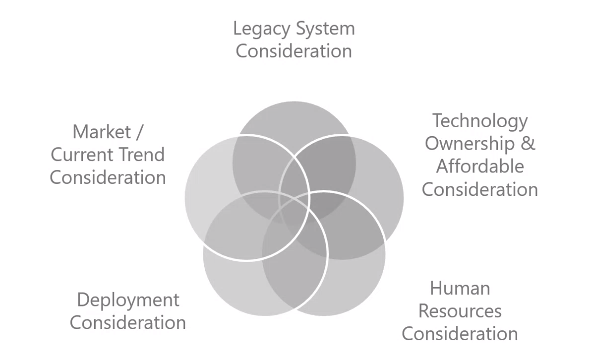 Legacy System
Consideration
Market /
Current Trend
Consideration
Technology
Ownership &
Affordable
Consideration
Deployment
Consideration
Human
Resources
Consideration